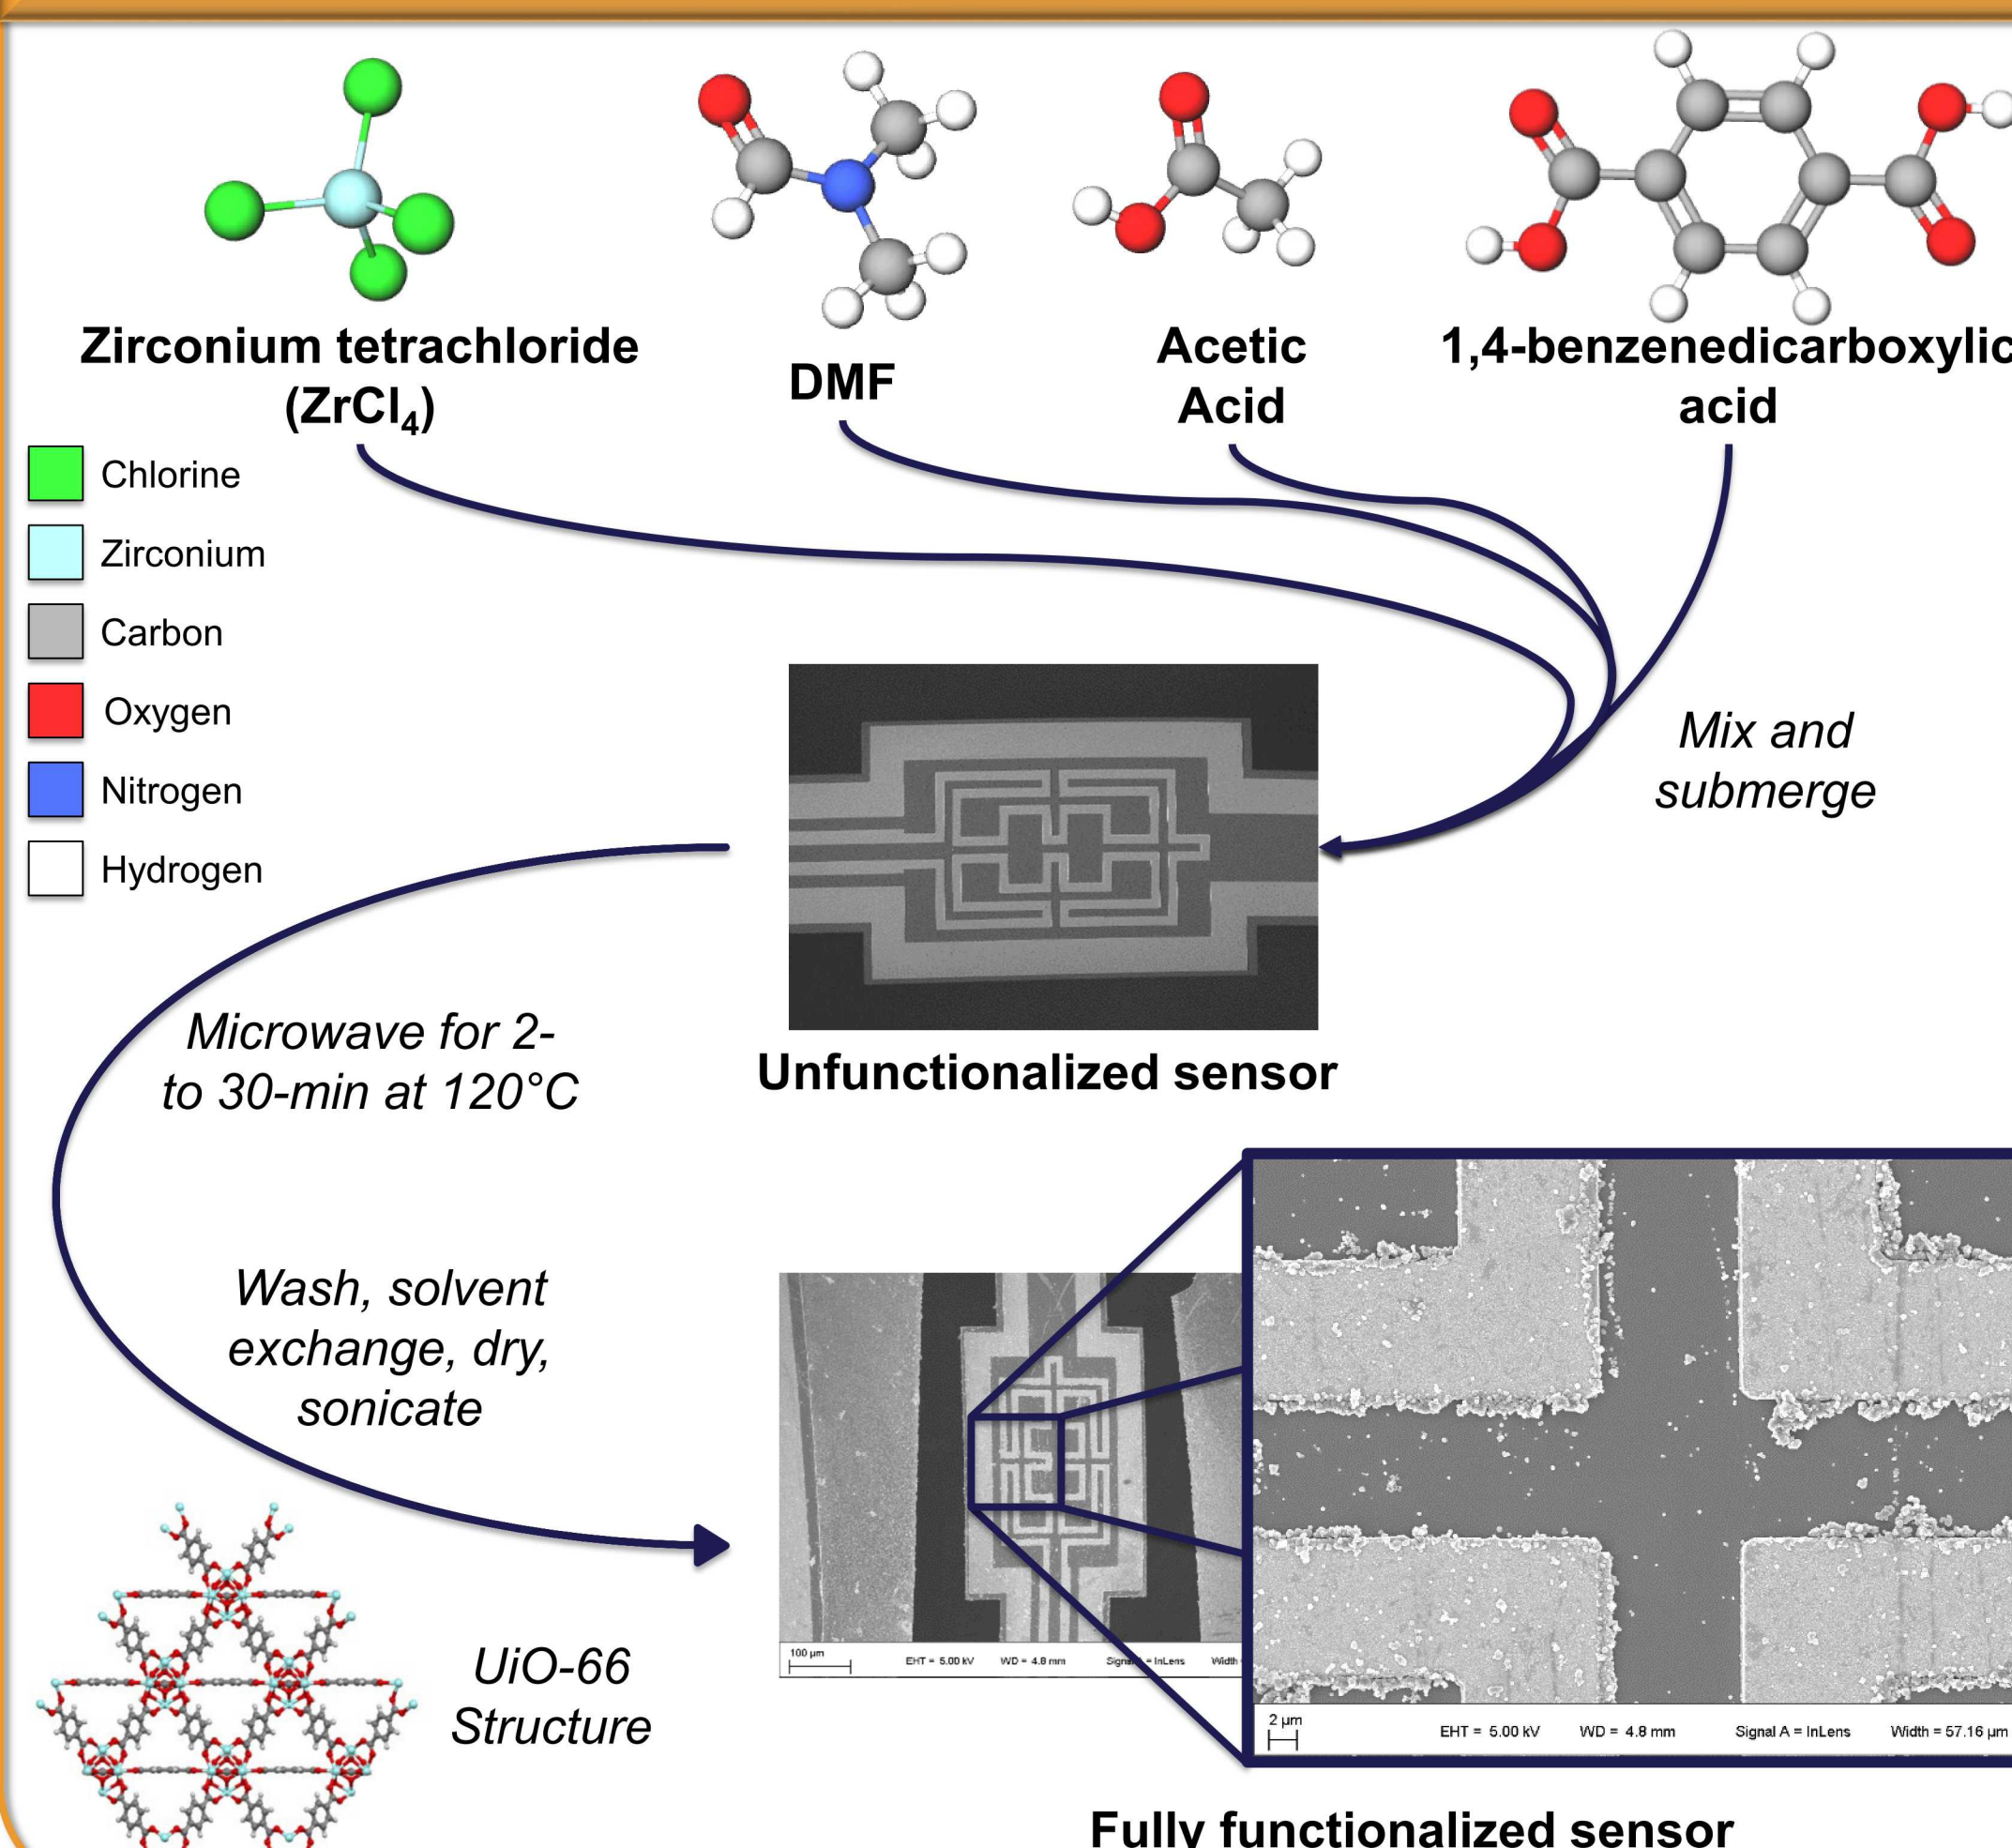 Zirconium tetrachloride
(ZrCl₄)
DMF
Acetic
Acid
1,4-benzenedicarboxylic
acid
Chlorine
Zirconium
Carbon
Oxygen
Nitrogen
Hydrogen
Mix and
submerge
Unfunctionalized sensor
Microwave for 2-
to 30-min at 120°C
Wash, solvent
exchange, dry,
sonicate
UiO-66
Structure
100 µm
EHT = 5.00 kV WD = 4.8 mm Signal A = InLens Width
2 µm
EHT = 5.00 kV WD = 4.8 mm Signal A = InLens Width = 57.16 µm
Fully functionalized sensor